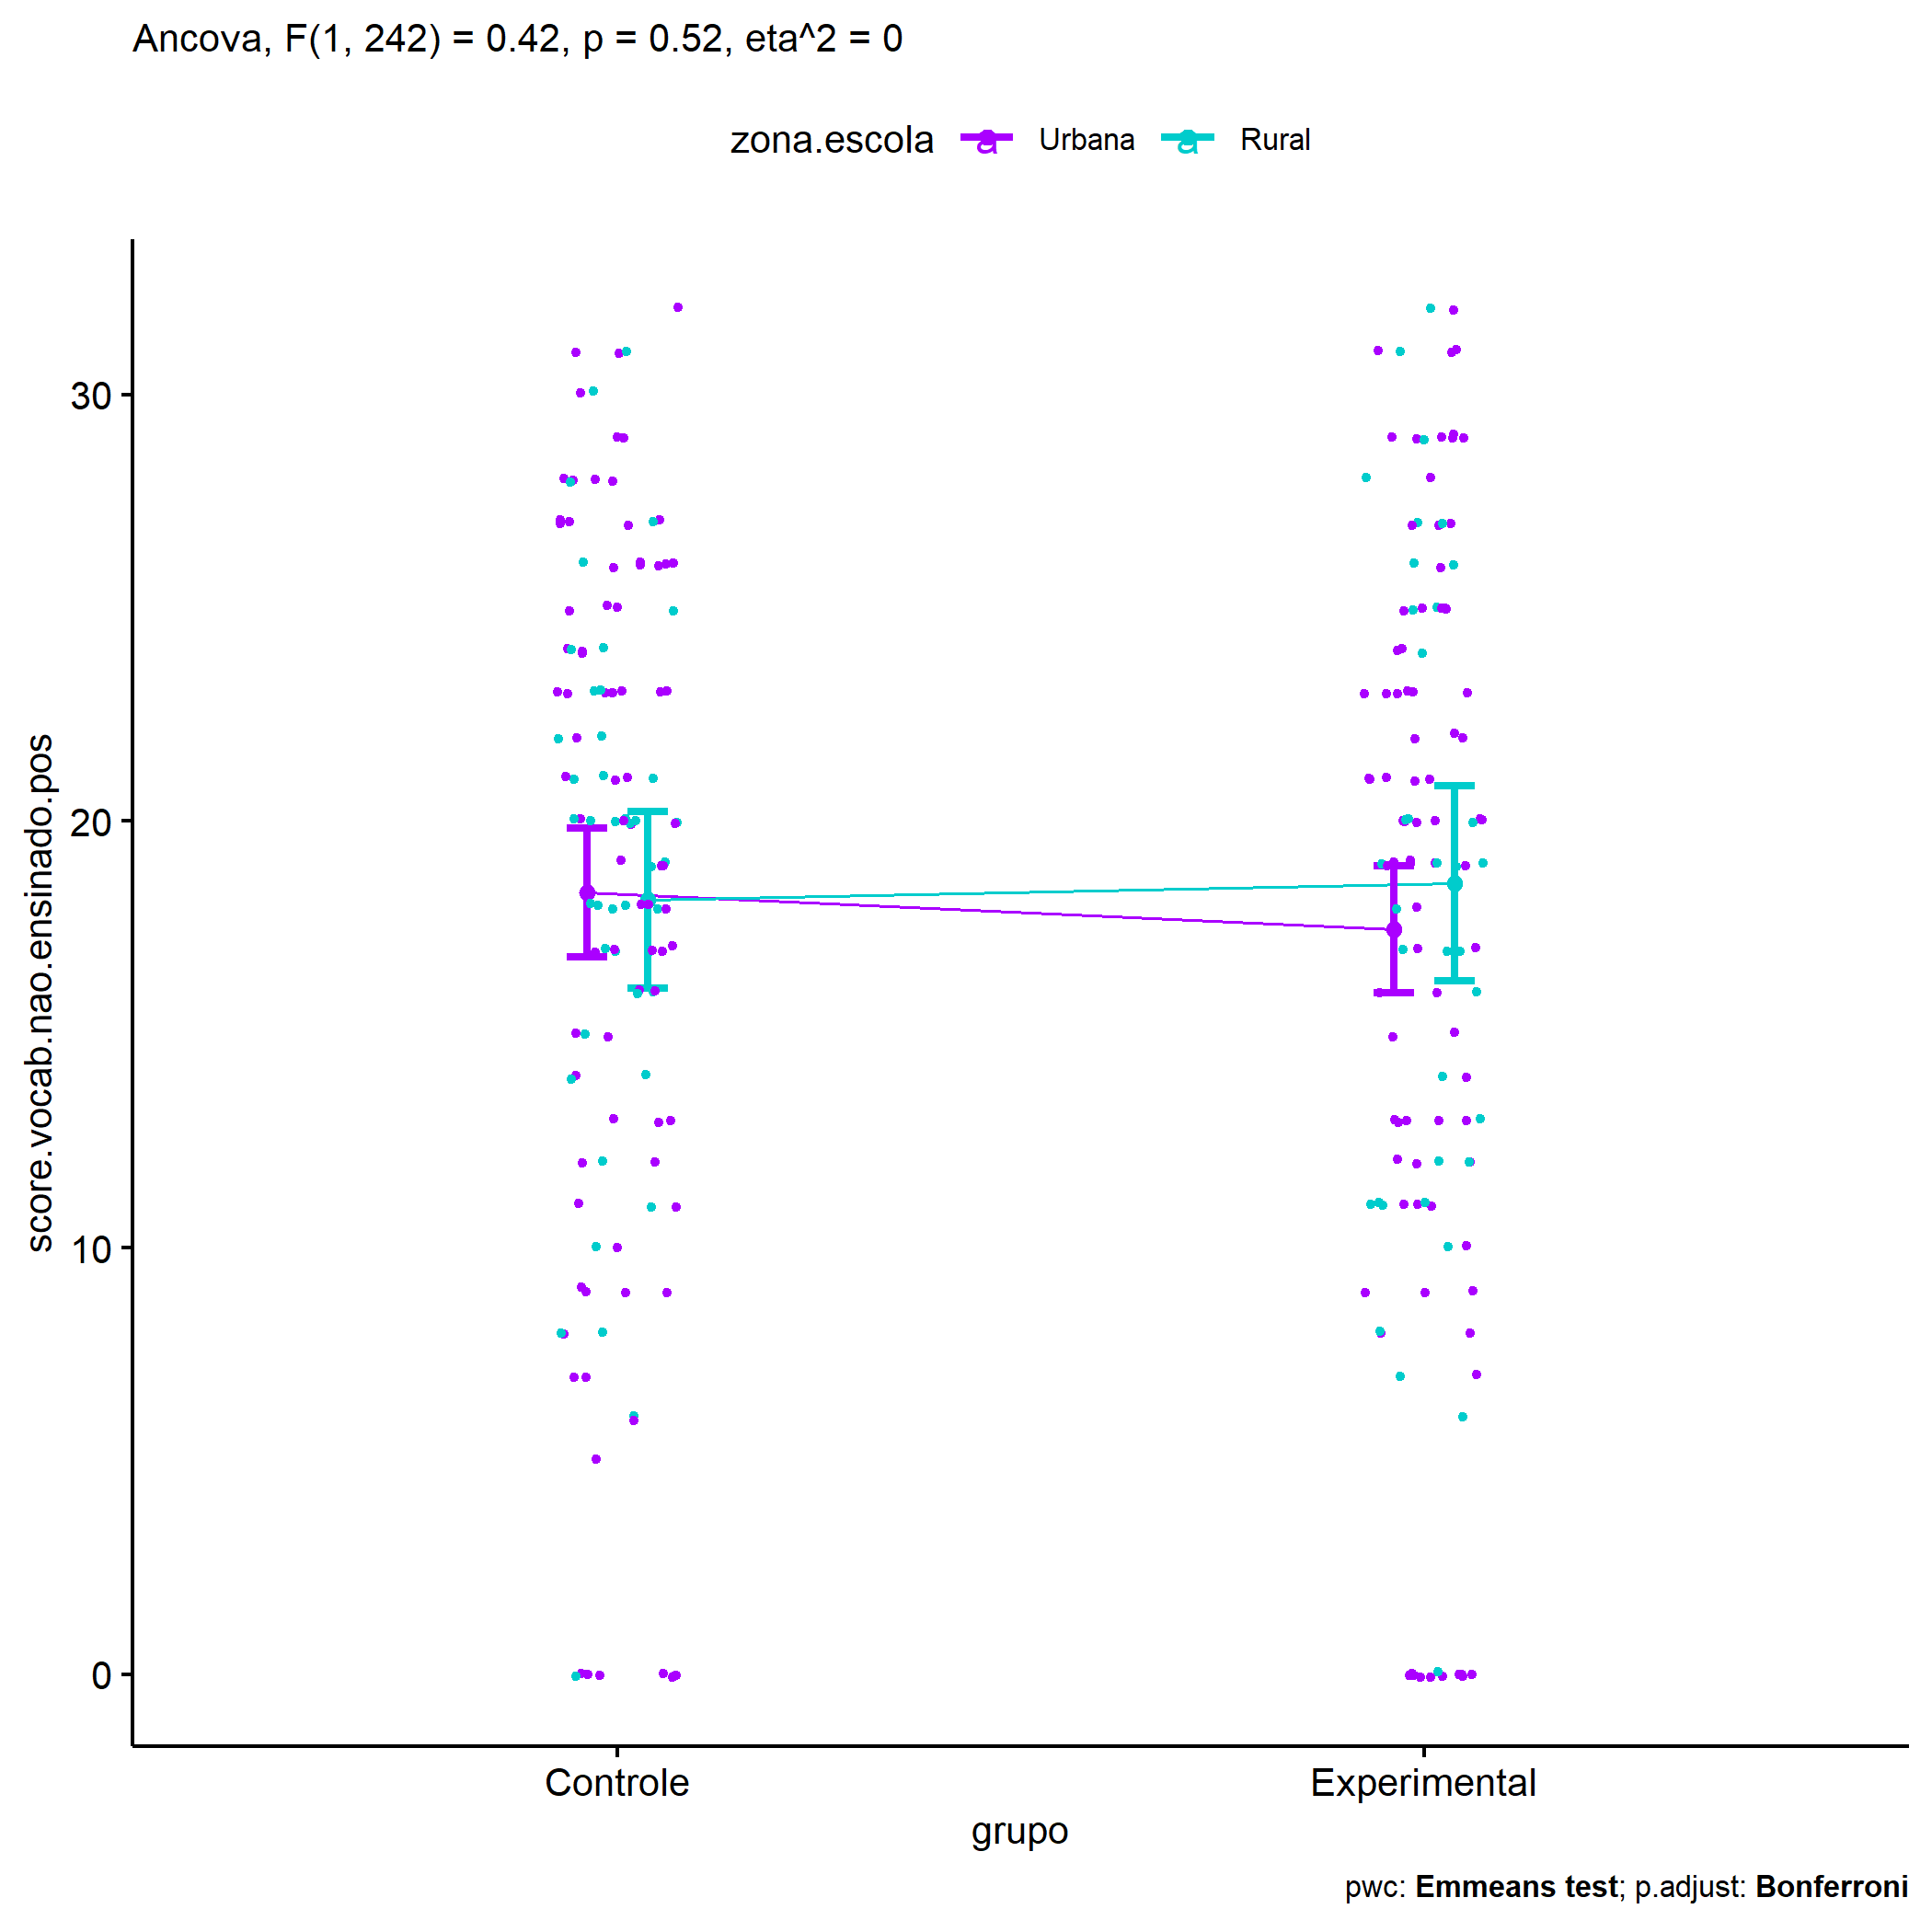 Ancova, F(1, 242) = 0.42, p = 0.52, eta^2 = 0
zona.escola a Urbana a Rural
30
20
10
0
score.vocab.nao.ensinado.pos
Controle Experimental
grupo
pwc: Emmeans test; p.adjust: Bonferroni